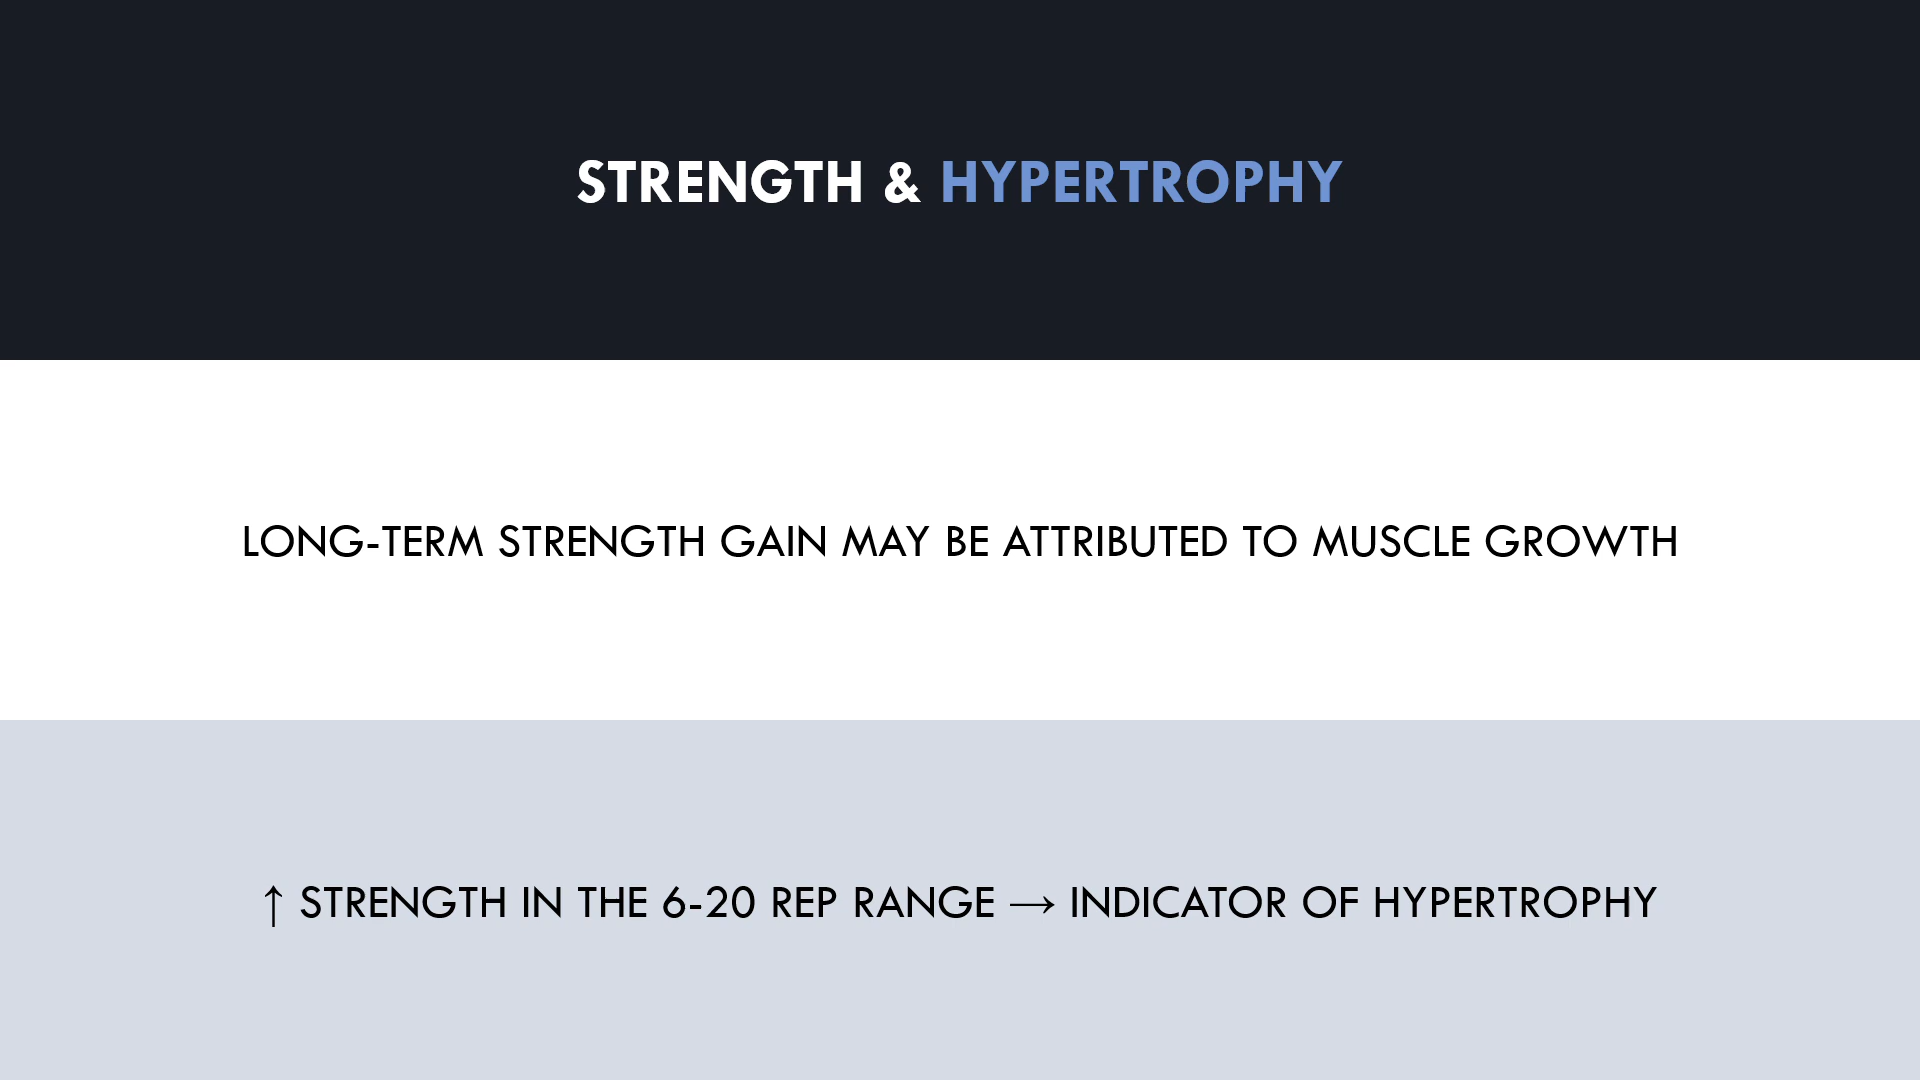 STRENGTH & HYPERTROPHY
LONG-TERM STRENGTH GAIN MAY BE ATTRIBUTED TO MUSCLE GROWTH
↑ STRENGTH IN THE 6-20 REP RANGE → INDICATOR OF HYPERTROPHY